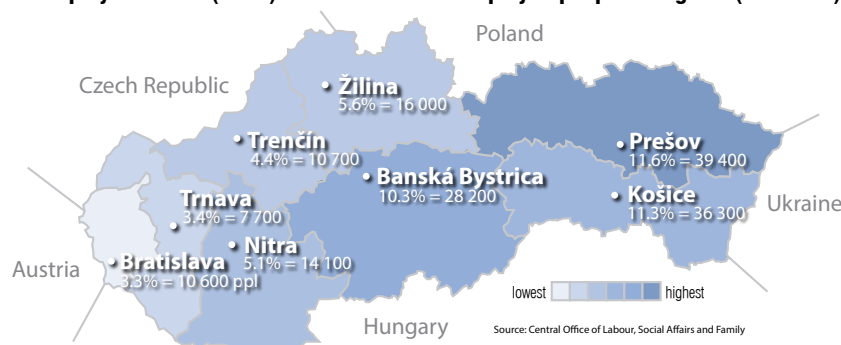 Poland
Czech Republic
Žilina
5.6% = 16 000
Trenčín
4.4% = 10 700
Prešov
11.6% = 39 400
Banská Bystrica
10.3% = 28 200
Košice
11.3% = 36 300
Ukraine
Trnava
3.4% = 7 700
Nitra
5.1% = 14 100
Austria
Bratislava
3.3% = 10 600 ppl
lowest
highest
Hungary
Source: Central Office of Labour, Social Affairs and Family